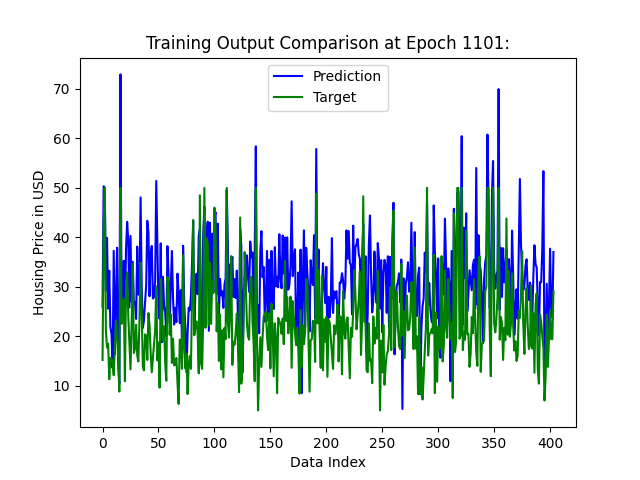 Training Output Comparison at Epoch 1101:
Prediction
Target
Housing Price in USD
70
60
50
40
30
20
10
0 50 100 150 200 250 300 350 400
Data Index